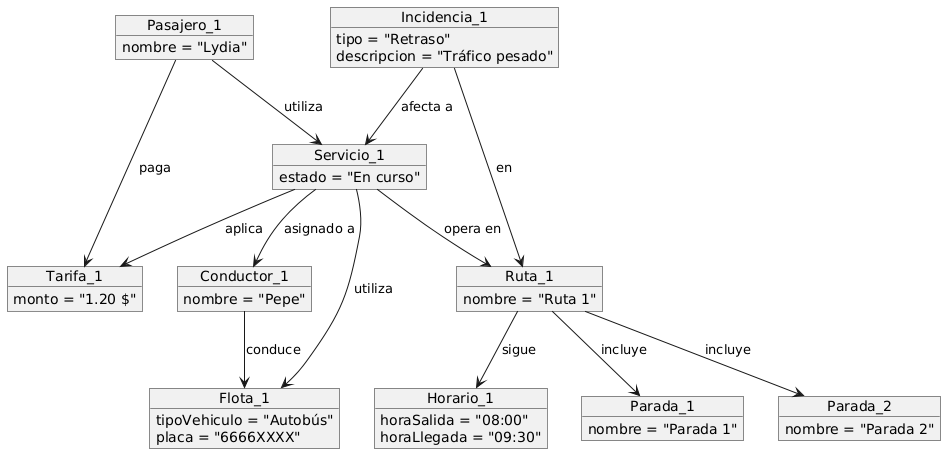 Pasajero_1
nombre = "Lydia"
Incidencia_1
tipo = "Retraso"
descripcion = "Tráfico pesado"
utiliza
afecta a
paga
en
Servicio_1
estado = "En curso"
aplica
asignado a
opera en
utiliza
Tarifa_1
monto = "1.20 $"
Conductor_1
nombre = "Pepe"
Ruta_1
nombre = "Ruta 1"
conduce
sigue
incluye
incluye
Flota_1
tipoVehiculo = "Autobús"
placa = "6666XXXX"
Horario_1
horaSalida = "08:00"
horaLlegada = "09:30"
Parada_1
nombre = "Parada 1"
Parada_2
nombre = "Parada 2"